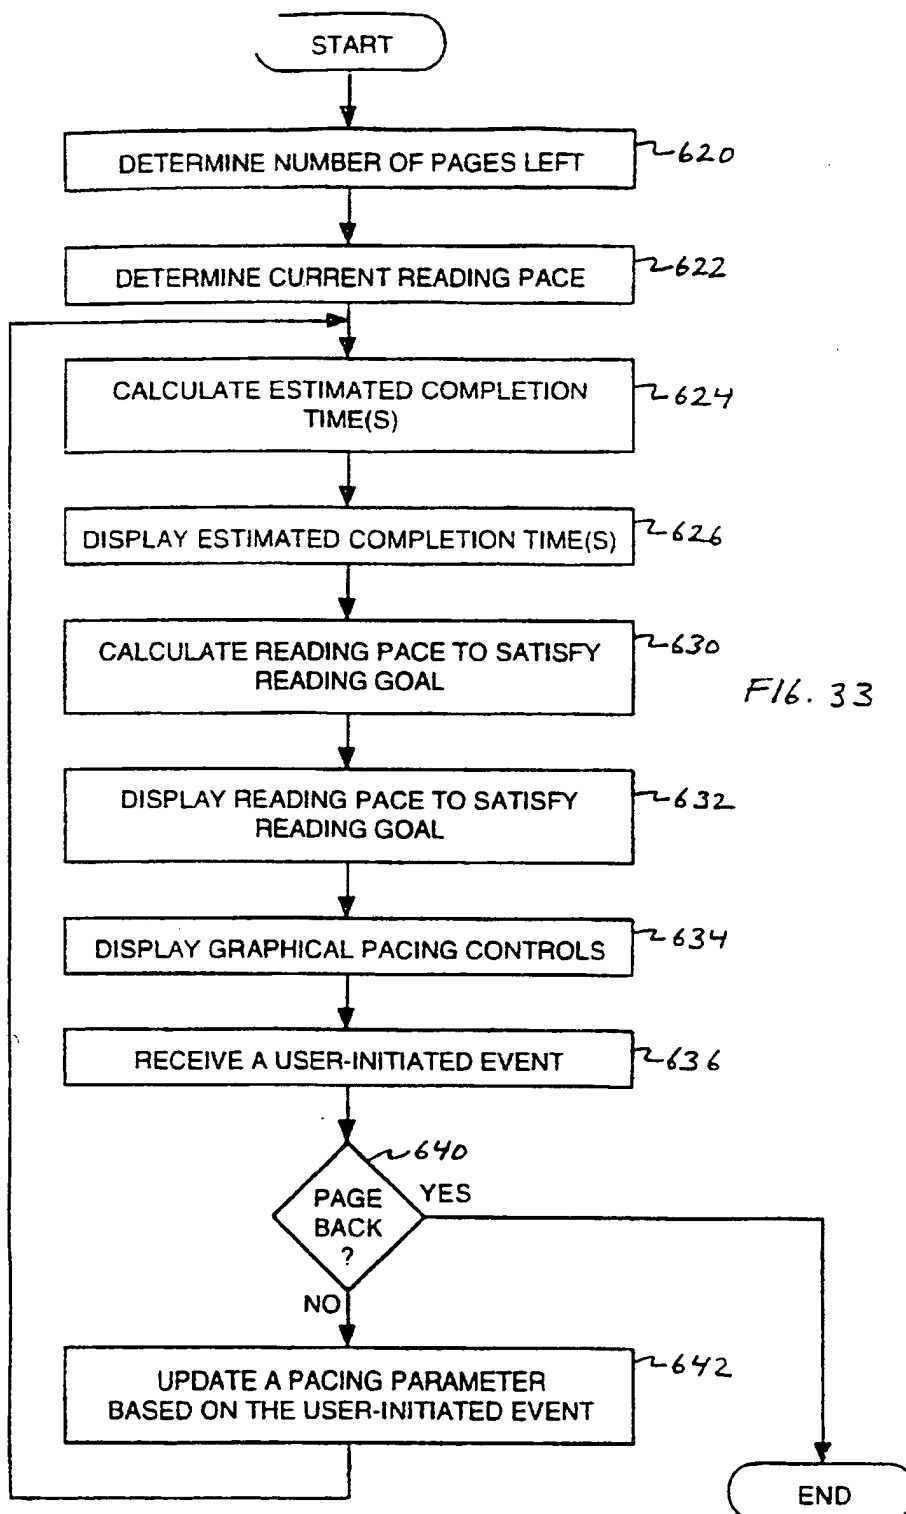 START
DETERMINE NUMBER OF PAGES LEFT
620
DETERMINE CURRENT READING PACE
622
CALCULATE ESTIMATED COMPLETION
TIME(S)
624
DISPLAY ESTIMATED COMPLETION TIME(S)
626
CALCULATE READING PACE TO SATISFY
READING GOAL
630
FIG. 33
DISPLAY READING PACE TO SATISFY
READING GOAL
632
DISPLAY GRAPHICAL PACING CONTROLS
634
RECEIVE A USER-INITIATED EVENT
636
640
PAGE
BACK
?
YES
NO
UPDATE A PACING PARAMETER
BASED ON THE USER-INITIATED EVENT
642
END